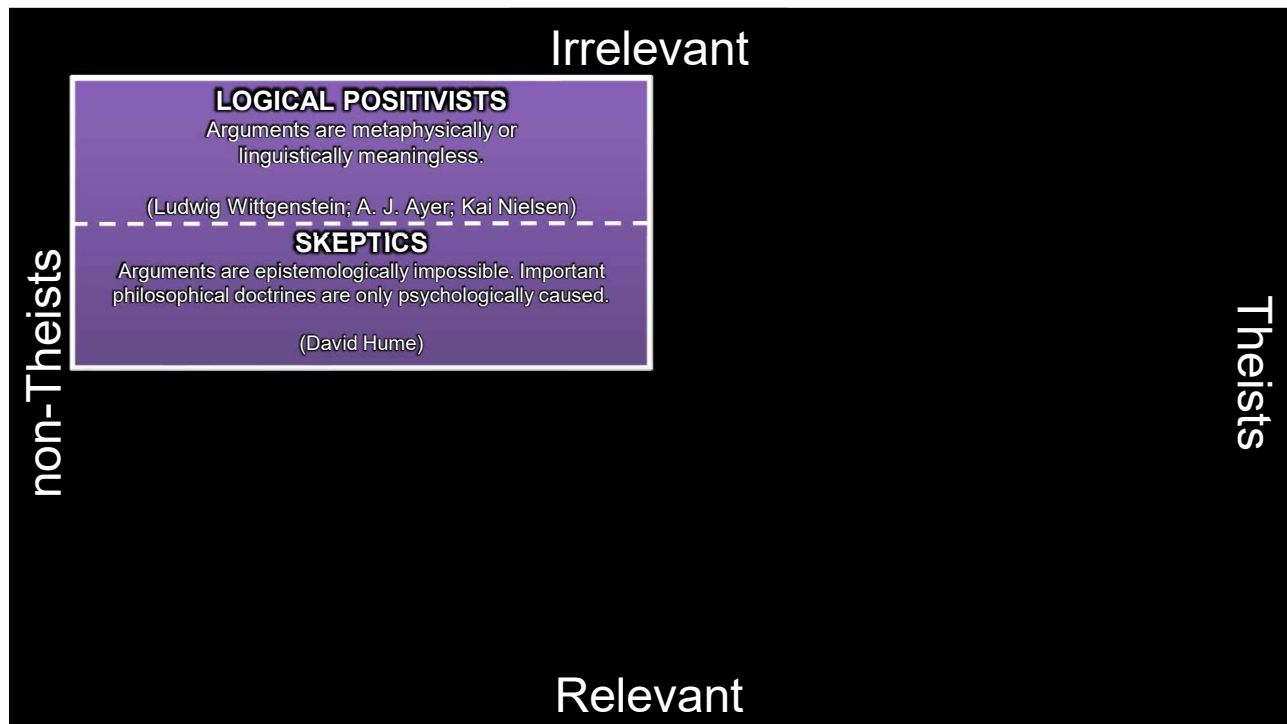 Irrelevant
LOGICAL POSITIVISTS
Arguments are metaphysically or
linguistically meaningless.
(Ludwig Wittgenstein; A. J. Ayer; Kai Nielsen)
SKEPTICS
Arguments are epistemologically impossible. Important
philosophical doctrines are only psychologically caused.
(David Hume)
non-Theists
Theists
Relevant